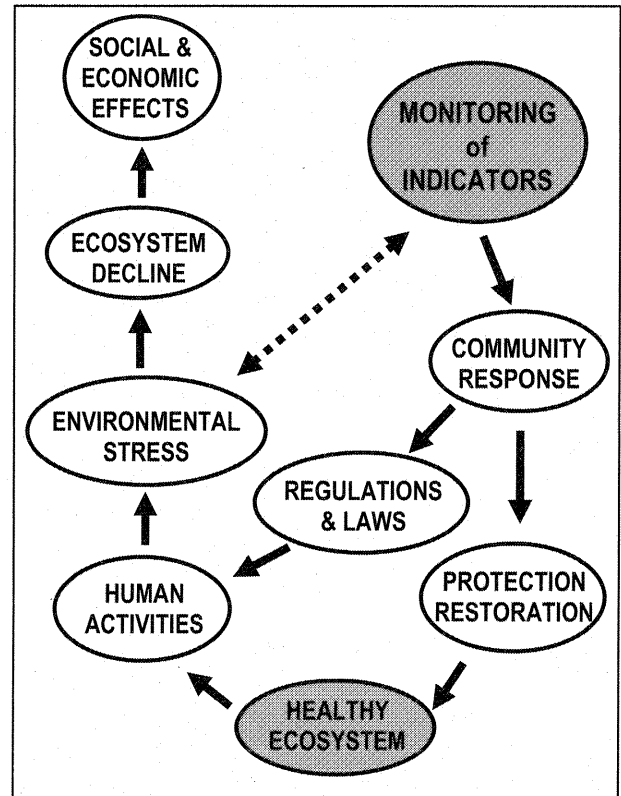 SOCIAL &
ECONOMIC
EFFECTS
MONITORING
of
INDICATORS
ECOSYSTEM
DECLINE
COMMUNITY
RESPONSE
ENVIRONMENTAL
STRESS
REGULATIONS
& LAWS
HUMAN
ACTIVITIES
PROTECTION
RESTORATION
HEALTHY
ECOSYSTEM